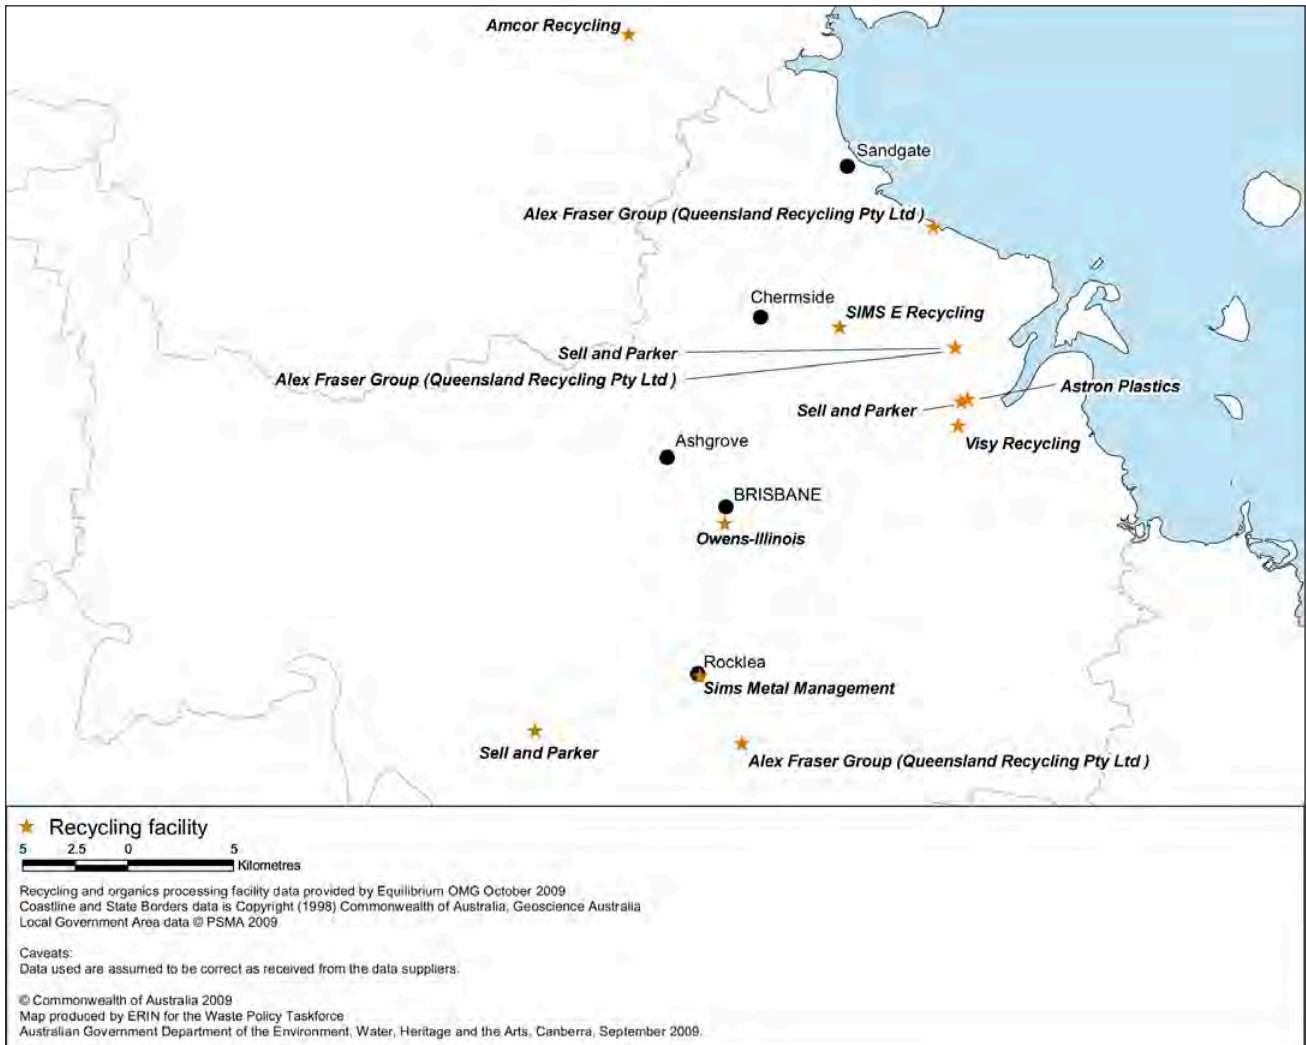 Amcor Recycling
Sandgate
Alex Fraser Group (Queensland Recycling Pty Ltd )
Chermside
SIMS E Recycling
Sell and Parker
Alex Fraser Group (Queensland Recycling Pty Ltd )
Astron Plastics
Sell and Parker
Visy Recycling
Ashgrove
BRISBANE
Owens-Illinois
Rocklea
Sims Metal Management
Sell and Parker
Alex Fraser Group (Queensland Recycling Pty Ltd )
Recycling facility
5 2.5 0 5
Kilometres
Recycling and organics processing facility data provided by Equilibrium OMG October 2009
Coastline and State Borders data is Copyright (1998) Commonwealth of Australia, Geoscience Australia
Local Government Area data © PSMA 2009
Caveats:
Data used are assumed to be correct as received from the data suppliers.
© Commonwealth of Australia 2009
Map produced by ERIN for the Waste Policy Taskforce
Australian Government Department of the Environment, Water, Heritage and the Arts, Canberra, September 2009.